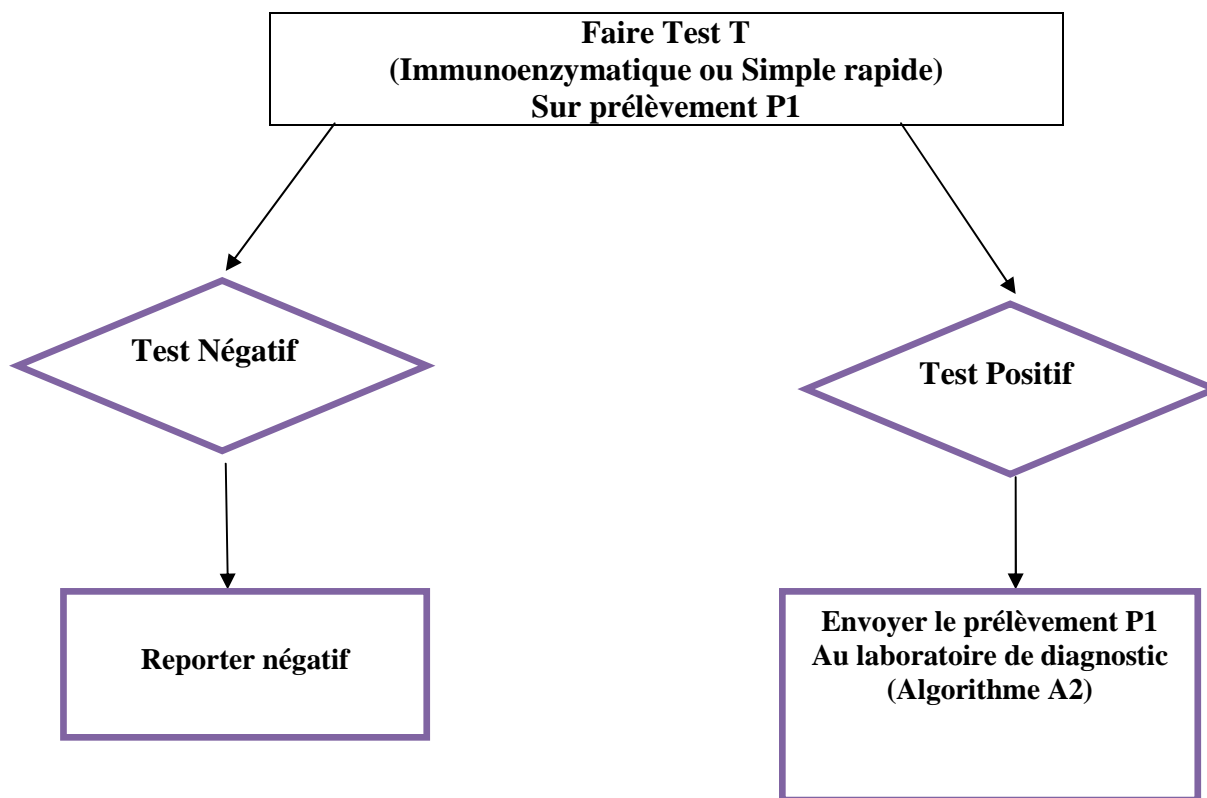 Faire Test T
(Immunoenzymatique ou Simple rapide)
Sur prélèvement P1
Test Négatif
Test Positif
Reporter négatif
Envoyer le prélèvement P1
Au laboratoire de diagnostic
(Algorithme A2)